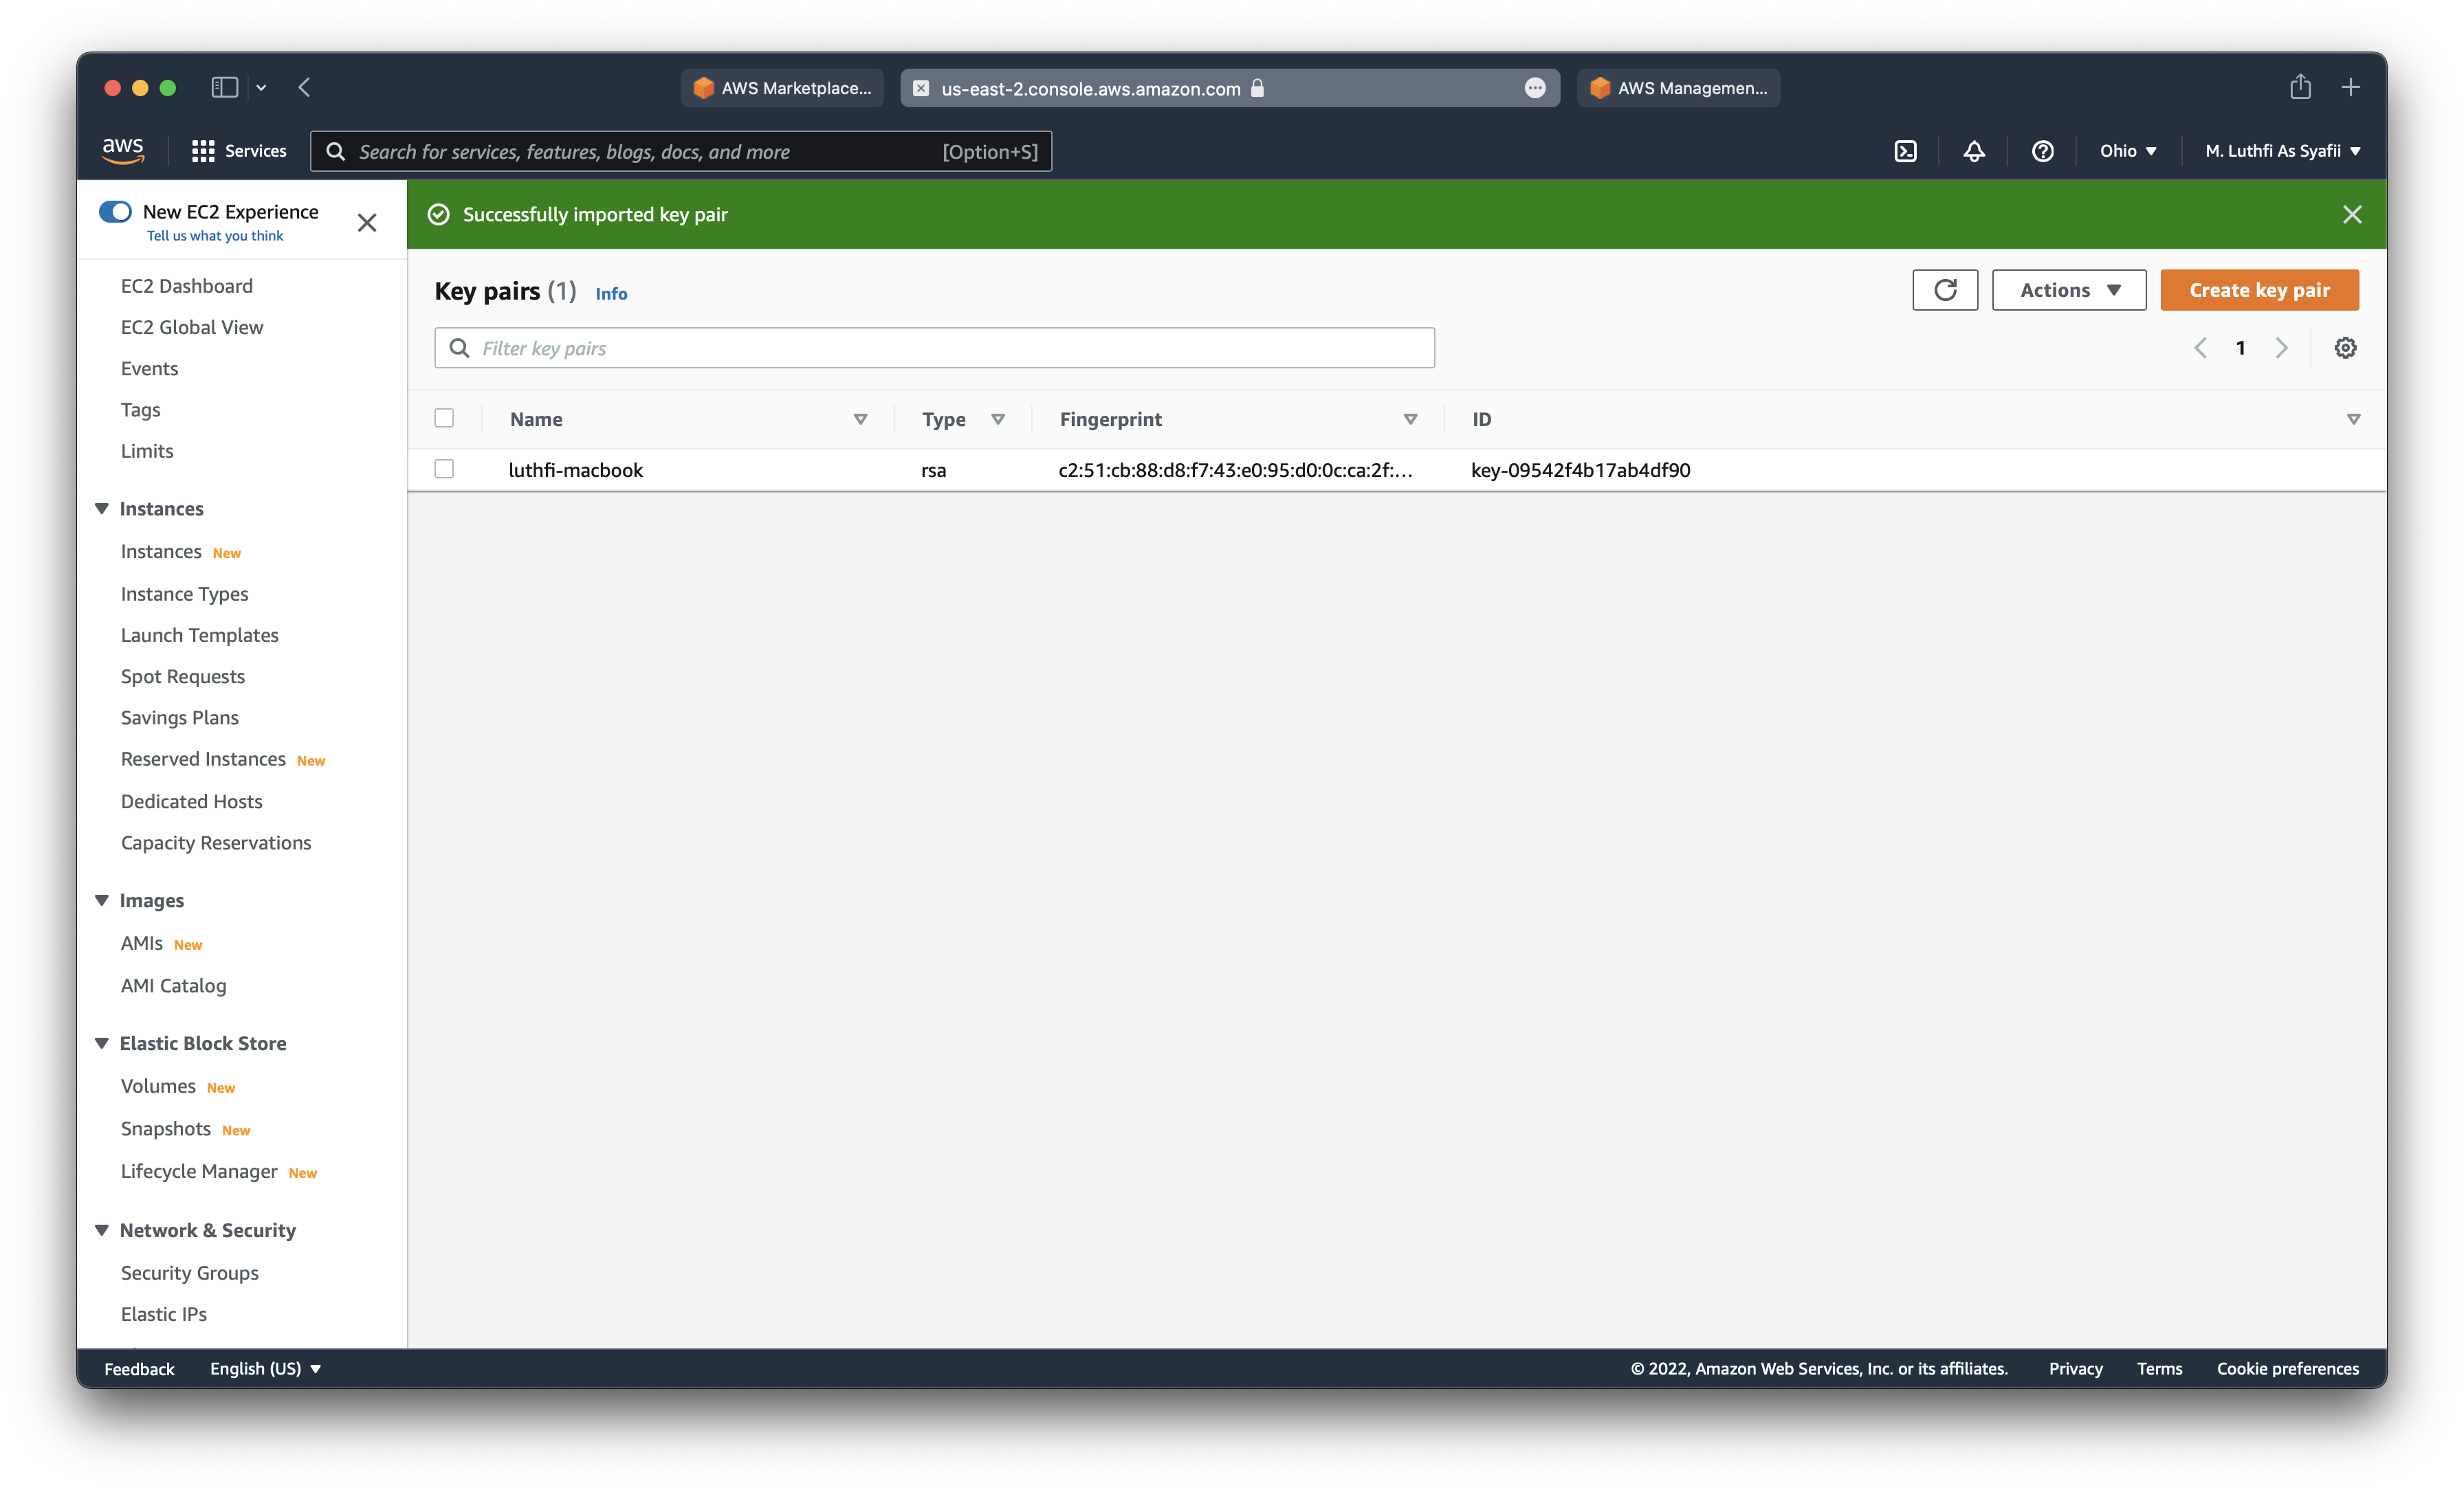 AWS Marketplace...
us-east-2.console.aws.amazon.com
AWS Managemen...
aws
Services
Search for services, features, blogs, docs, and more
[Option+S]
Ohio
M. Luthfi As Syafii
New EC2 Experience
Tell us what you think
EC2 Dashboard
EC2 Global View
Events
Tags
Limits
Instances
Instances New
Instance Types
Launch Templates
Spot Requests
Savings Plans
Reserved Instances New
Dedicated Hosts
Capacity Reservations
Images
AMIs New
AMI Catalog
Elastic Block Store
Volumes New
Snapshots New
Lifecycle Manager New
Network & Security
Security Groups
Elastic IPs
Successfully imported key pair
Key pairs (1) Info
Actions
Create key pair
Filter key pairs
1
Name Type Fingerprint ID
luthfi-macbook rsa c2:51:cb:88:d8:f7:43:e0:95:d0:0c:ca:2f:... key-09542f4b17ab4df90
Feedback English (US)
© 2022, Amazon Web Services, Inc. or its affiliates. Privacy Terms Cookie preferences